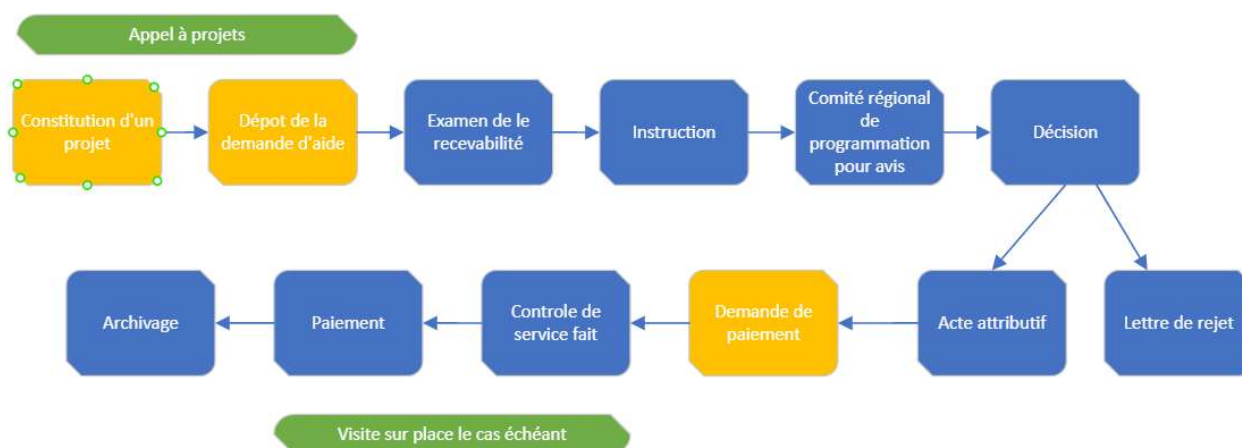 Appel à projets
Constitution d'un
projet
Dépot de la
demande d'aide
Examen de le
recevabilité
Instruction
Comité régional
de
programmation
pour avis
Décision
Archivage
Paiement
Controle de
service fait
Demande de
paiement
Acte attributif
Lettre de rejet
Visite sur place le cas échéant